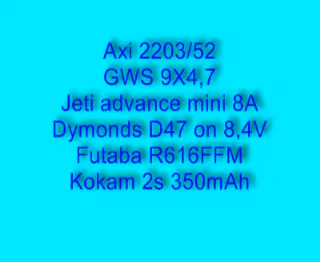 Axi 2203/52
GWS 9X4,7
Jeti advance mini 8A
Dymonds D47 on 8,4V
Futaba R616FFM
Kokam 2s 350mAh